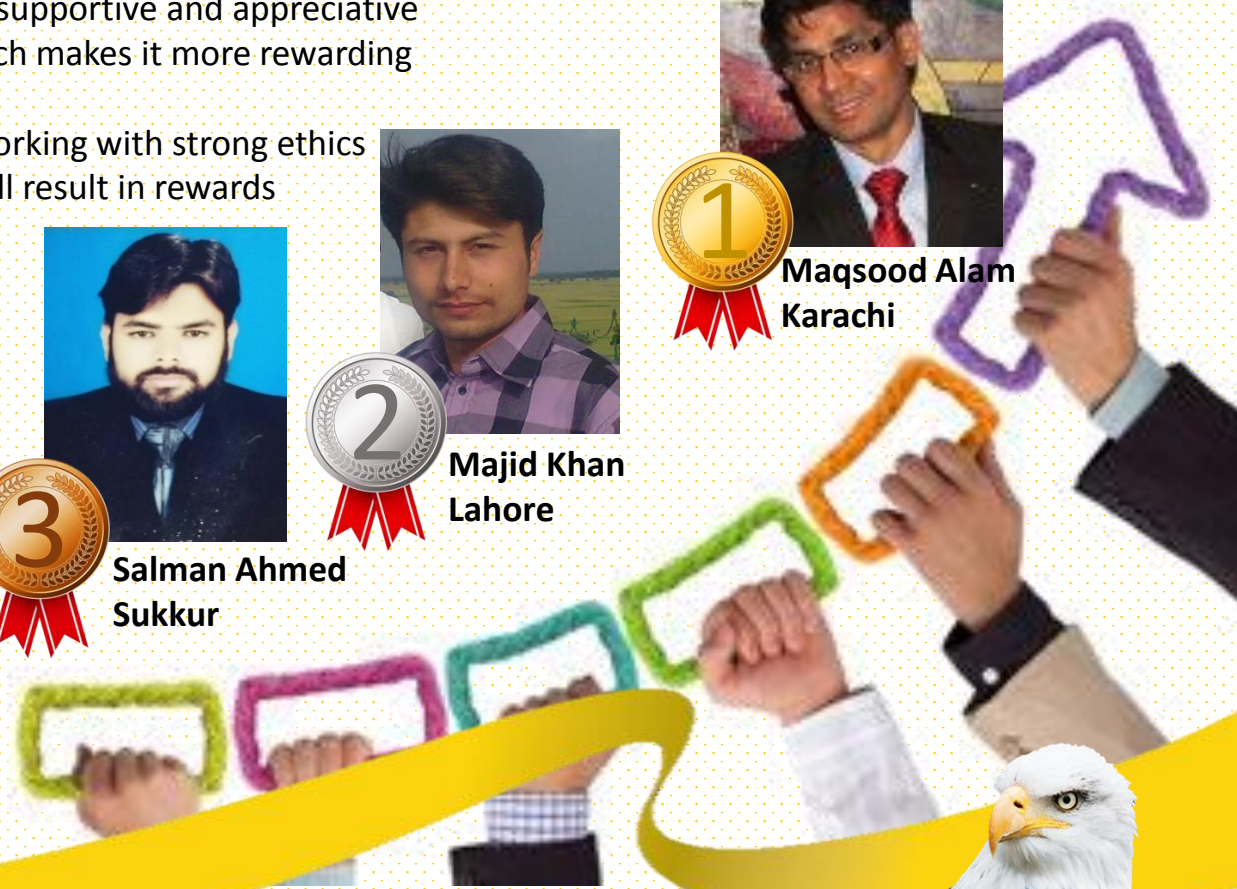 supportive and appreciative
ch makes it more rewarding
orking with strong ethics
ll result in rewards
1
Maqsood Alam
Karachi
2
Majid Khan
Lahore
3
Salman Ahmed
Sukkur